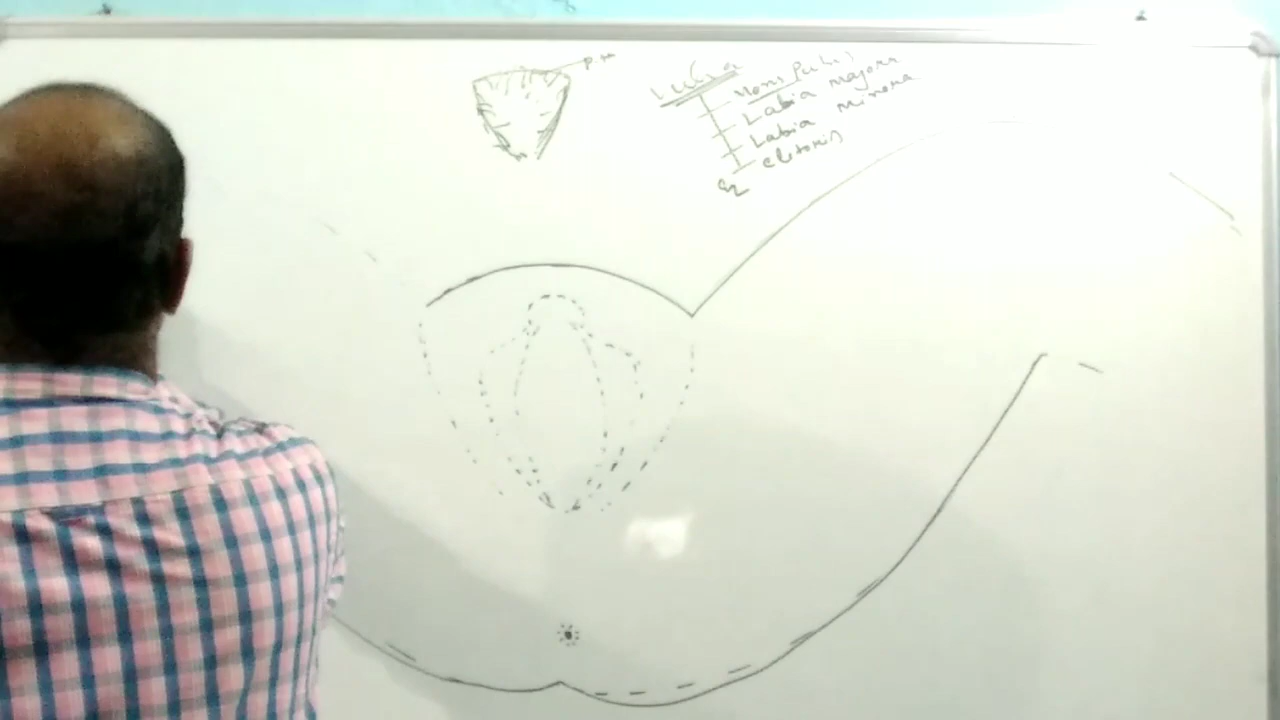 P.H
Vulva
Mons Pubis
Labia majora
Labia minora
clitoris